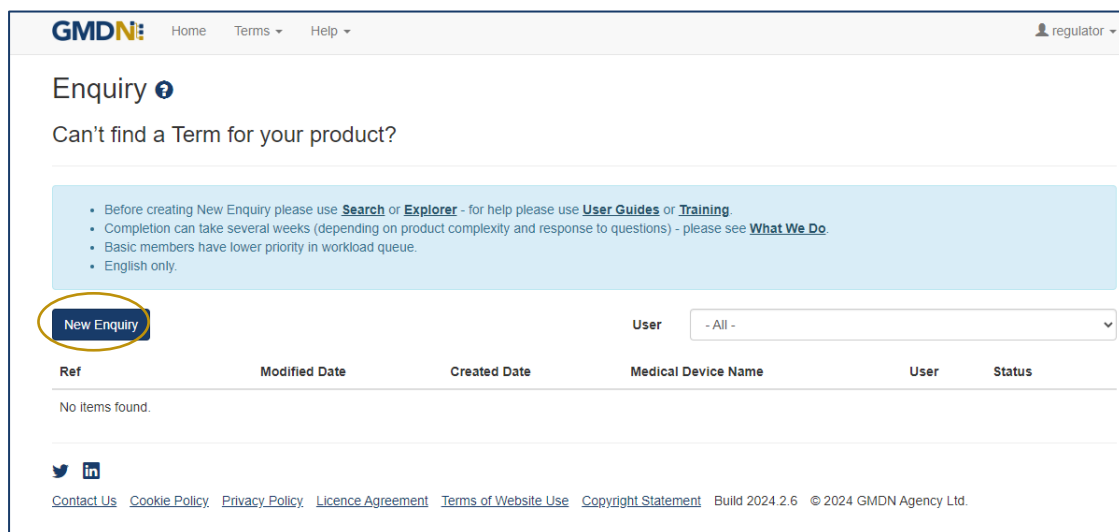 GMDN Home Terms Help regulator
Enquiry ?
Can't find a Term for your product?
• Before creating New Enquiry please use Search or Explorer - for help please use User Guides or Training.
• Completion can take several weeks (depending on product complexity and response to questions) - please see What We Do.
• Basic members have lower priority in workload queue.
• English only.
New Enquiry User - All -
Ref Modified Date Created Date Medical Device Name User Status
No items found.
in
Contact Us Cookie Policy Privacy Policy Licence Agreement Terms of Website Use Copyright Statement Build 2024.2.6 © 2024 GMDN Agency Ltd.